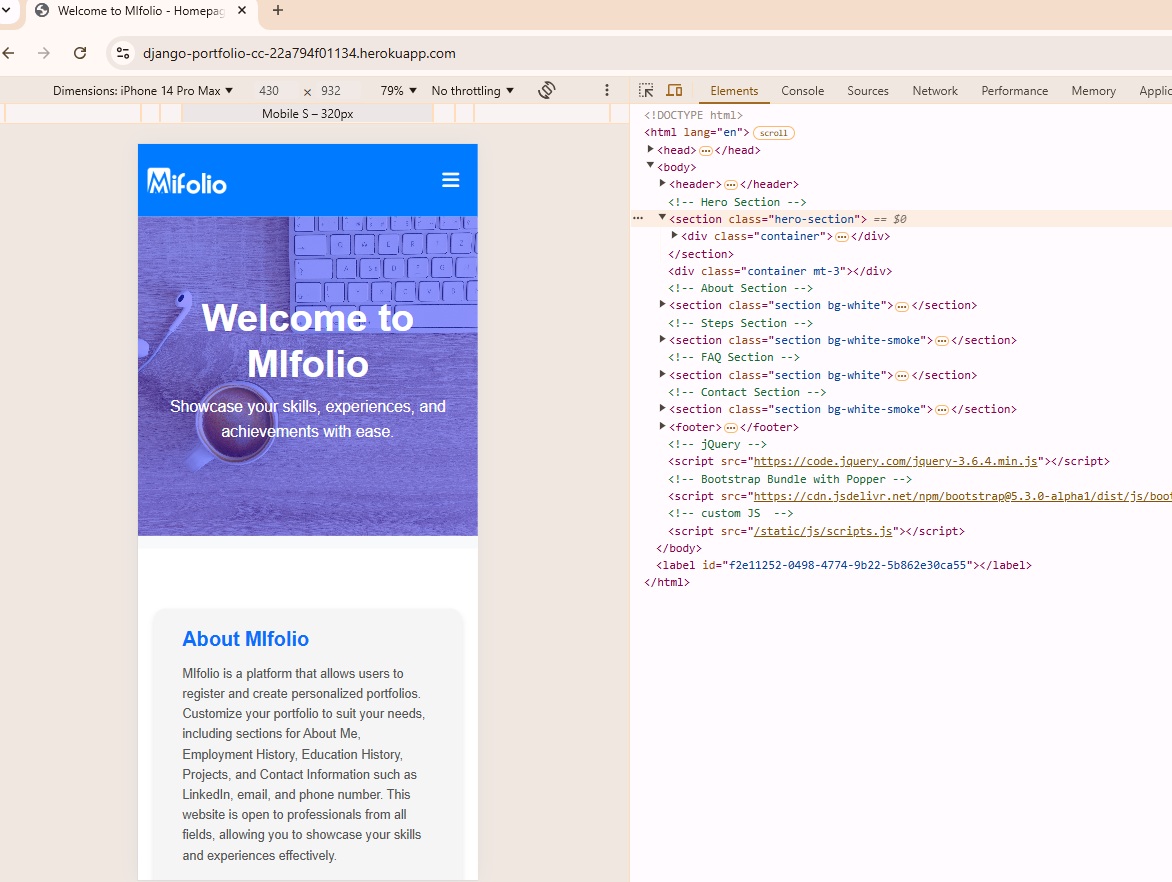 Welcome to MIfolio - Homepag
django-portfolio-cc-22a794f01134.herokuapp.com
Dimensions: iPhone 14 Pro Max ▼ 430 × 932 79% ▼ No throttling ▼
Elements Console Sources Network Performance Memory Applic
Mobile S – 320px
Mifolio
Welcome to
MIfolio
Showcase your skills, experiences, and
achievements with ease.
About MIfolio
MIfolio is a platform that allows users to
register and create personalized portfolios.
Customize your portfolio to suit your needs,
including sections for About Me,
Employment History, Education History,
Projects, and Contact Information such as
LinkedIn, email, and phone number. This
website is open to professionals from all
fields, allowing you to showcase your skills
and experiences effectively.
<!DOCTYPE html>
<html lang="en"> scroll
<head> … </head>
<body>
<header> … </header>
<!-- Hero Section -->
<section class="hero-section"> == $0
<div class="container"> … </div>
</section>
<div class="container mt-3"></div>
<!-- About Section -->
<section class="section bg-white"> … </section>
<!-- Steps Section -->
<section class="section bg-white-smoke"> … </section>
<!-- FAQ Section -->
<section class="section bg-white"> … </section>
<!-- Contact Section -->
<section class="section bg-white-smoke"> … </section>
<footer> … </footer>
<!-- jQuery -->
<script src="https://code.jquery.com/jquery-3.6.4.min.js"></script>
<!-- Bootstrap Bundle with Popper -->
<script src="https://cdn.jsdelivr.net/npm/bootstrap@5.3.0-alpha1/dist/js/boot
<!-- custom JS  -->
<script src="/static/js/scripts.js"></script>
</body>
<label id="f2e11252-0498-4774-9b22-5b862e30ca55"></label>
</html>